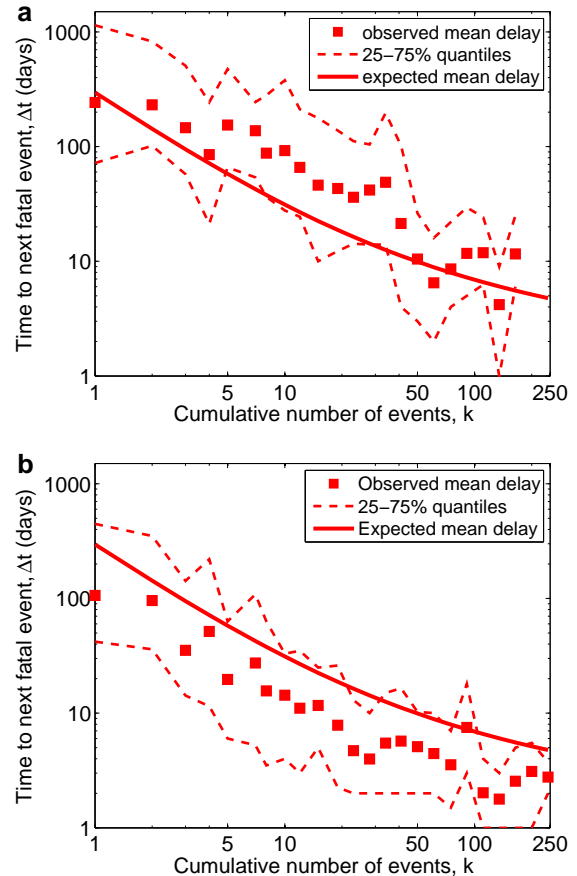 a
1000
100
10
1
Time to next fatal event, Δt (days)
observed mean delay
25−75% quantiles
expected mean delay
1 5 10 50 100 250
Cumulative number of events, k
b
1000
100
10
1
Time to next fatal event, Δt (days)
Observed mean delay
25−75% quantiles
Expected mean delay
1 5 10 50 100 250
Cumulative number of events, k